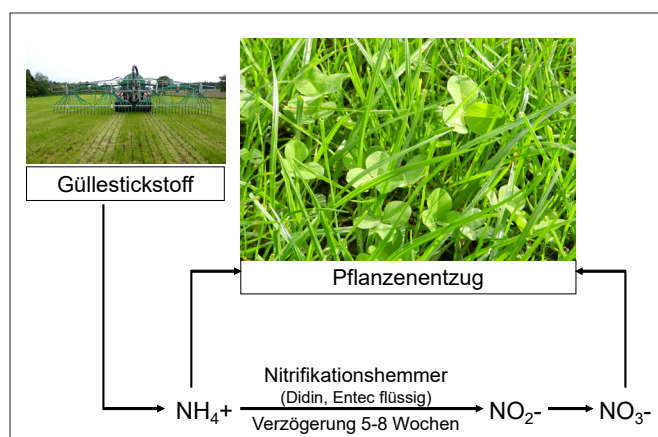 Güllestickstoff
Pflanzenentzug
Nitrifikationshemmer
(Didin, Entec flüssig)
NH₄+
Verzögerung 5-8 Wochen
NO₂-
NO₃-